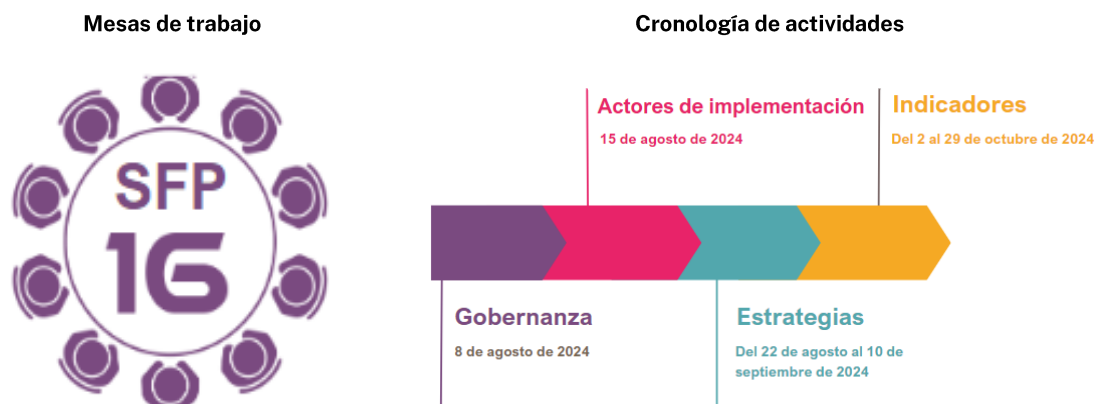 Mesas de trabajo
SFP
16
Cronología de actividades
Actores de implementación
15 de agosto de 2024
Indicadores
Del 2 al 29 de octubre de 2024
Gobernanza
8 de agosto de 2024
Estrategias
Del 22 de agosto al 10 de
septiembre de 2024